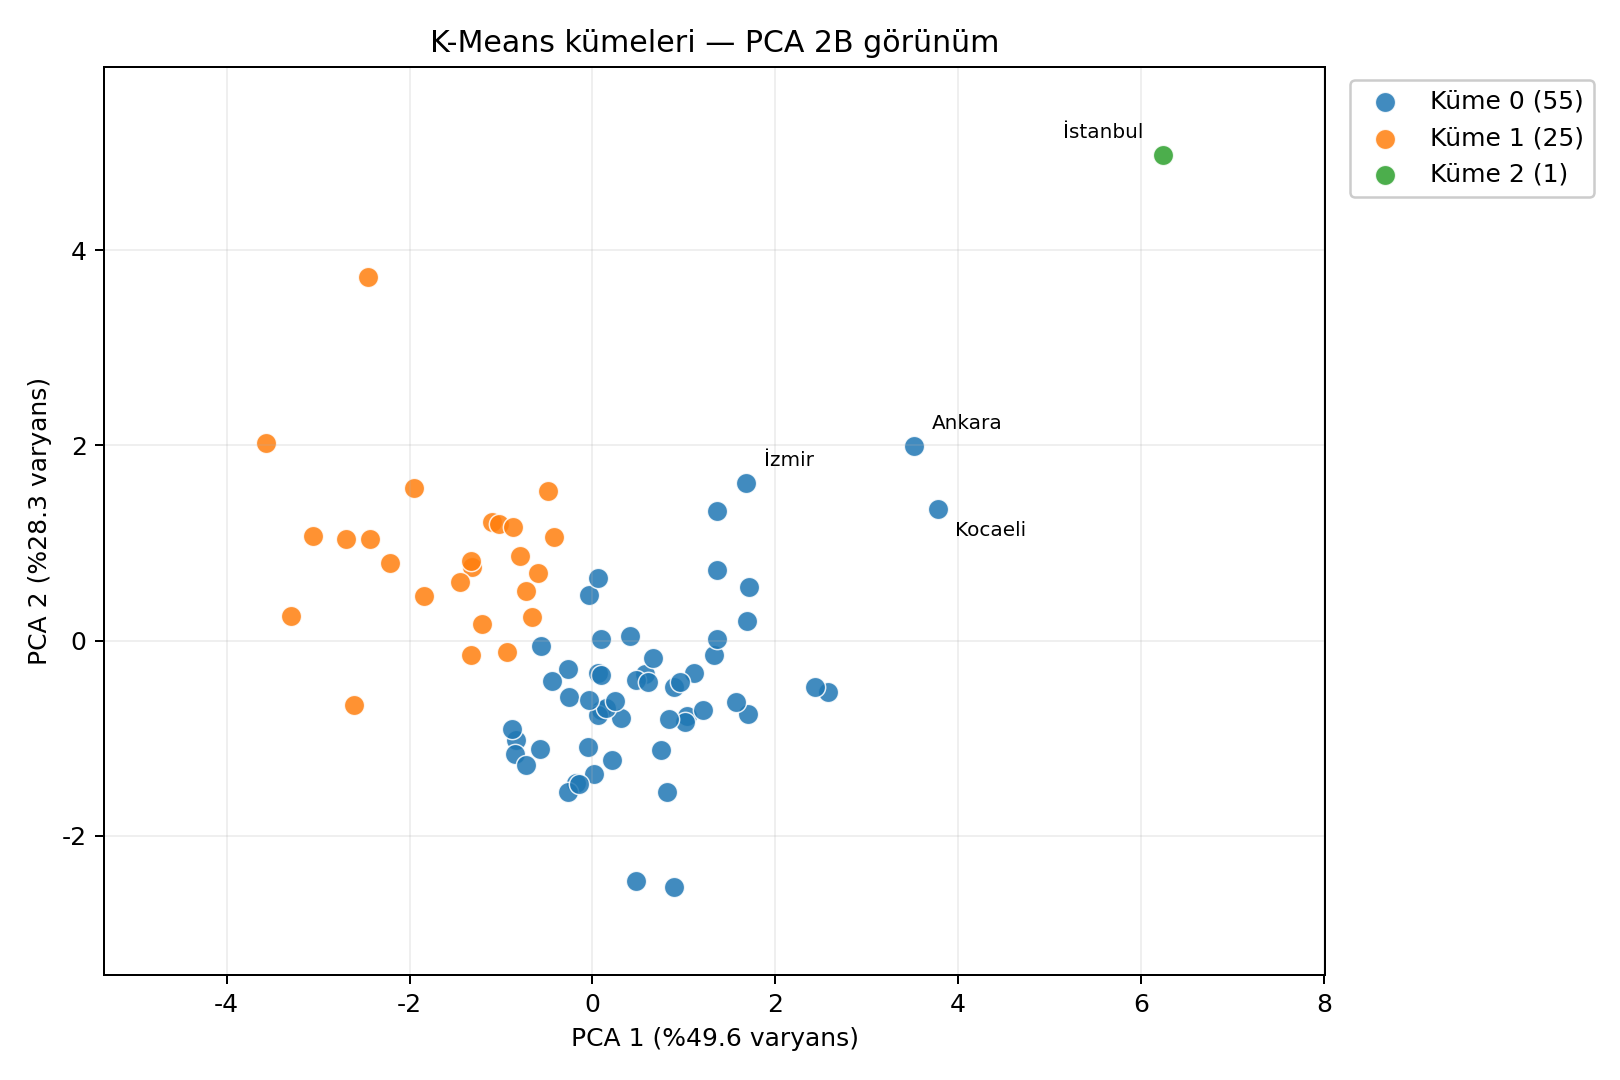 K-Means kümeleri — PCA 2B görünüm
Küme 0 (55)
Küme 1 (25)
Küme 2 (1)
İstanbul
Ankara
İzmir
Kocaeli
PCA 2 (%28.3 varyans)
4
2
0
-2
-4
-2
0
2
4
6
8
PCA 1 (%49.6 varyans)